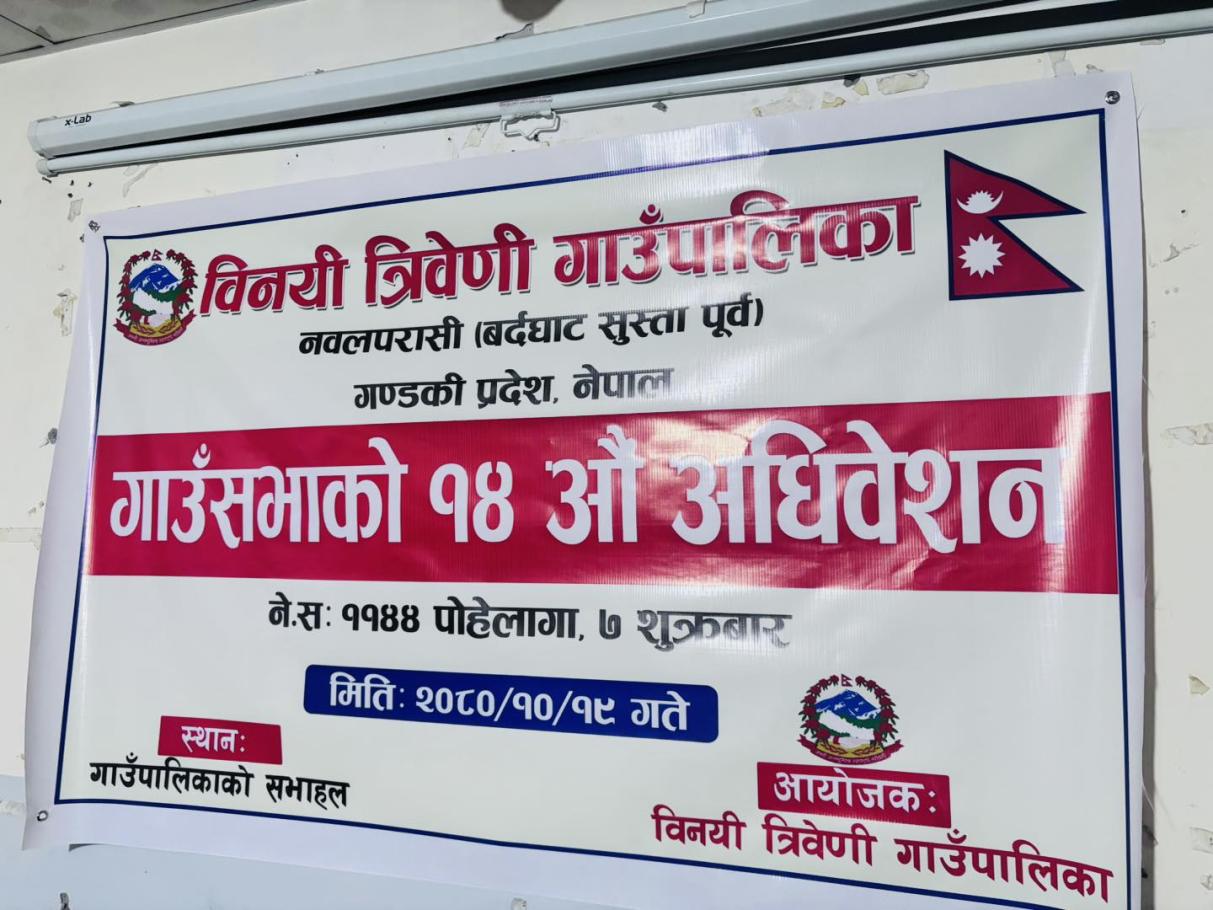 x-Lab
विनयी त्रिवेणी गाउँपालिका
नवलपरासी (बर्दघाट सुस्ता पूर्व)
गण्डकी प्रदेश, नेपाल
गाउँसभाको १४ औ अधिवेशन
ने.स: ११४४ पोहेलागा, ७ शुक्रबार
मिति: २०८०/१०/१९ गते
स्थान:
गाउँपालिकाको सभाहल
आयोजक:
विनयी त्रिवेणी गाउँपालिका